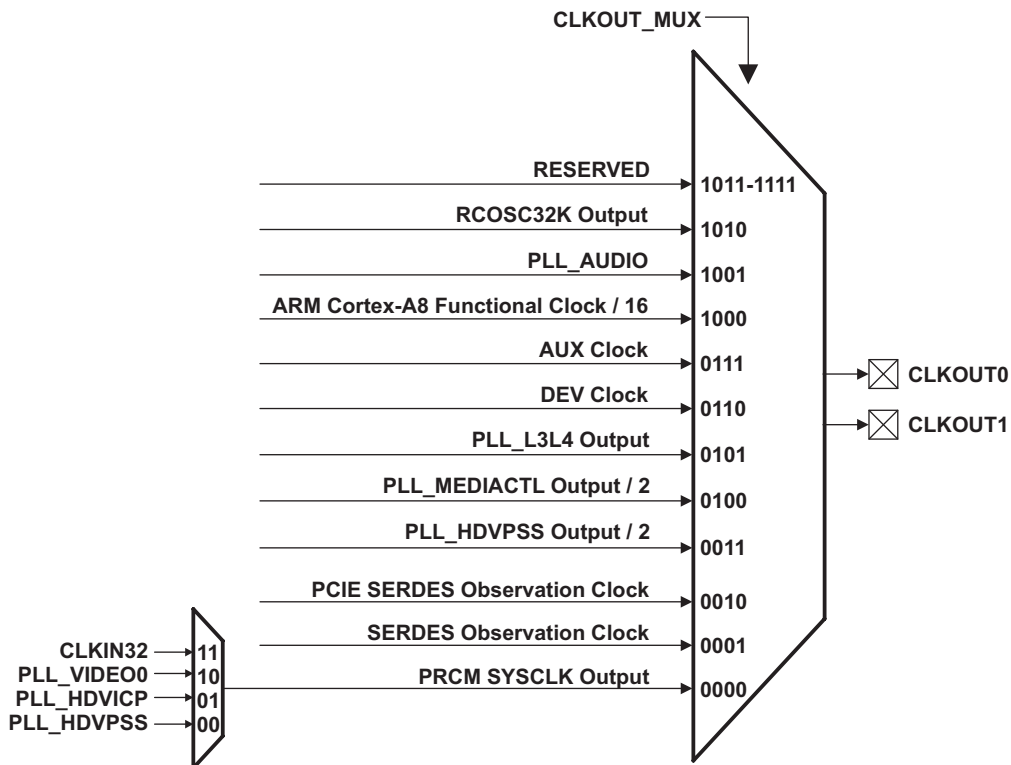 CLKOUT_MUX
RESERVED
1011-1111
RCOSC32K Output
1010
PLL_AUDIO
1001
ARM Cortex-A8 Functional Clock / 16
1000
AUX Clock
0111
CLKOUT0
DEV Clock
0110
CLKOUT1
PLL_L3L4 Output
0101
PLL_MEDIACTL Output / 2
0100
PLL_HDVPSS Output / 2
0011
PCIE SERDES Observation Clock
0010
SERDES Observation Clock
0001
CLKIN32
11
PLL_VIDEO0
10
PRCM SYSCLK Output
0000
PLL_HDVICP
01
PLL_HDVPSS
00